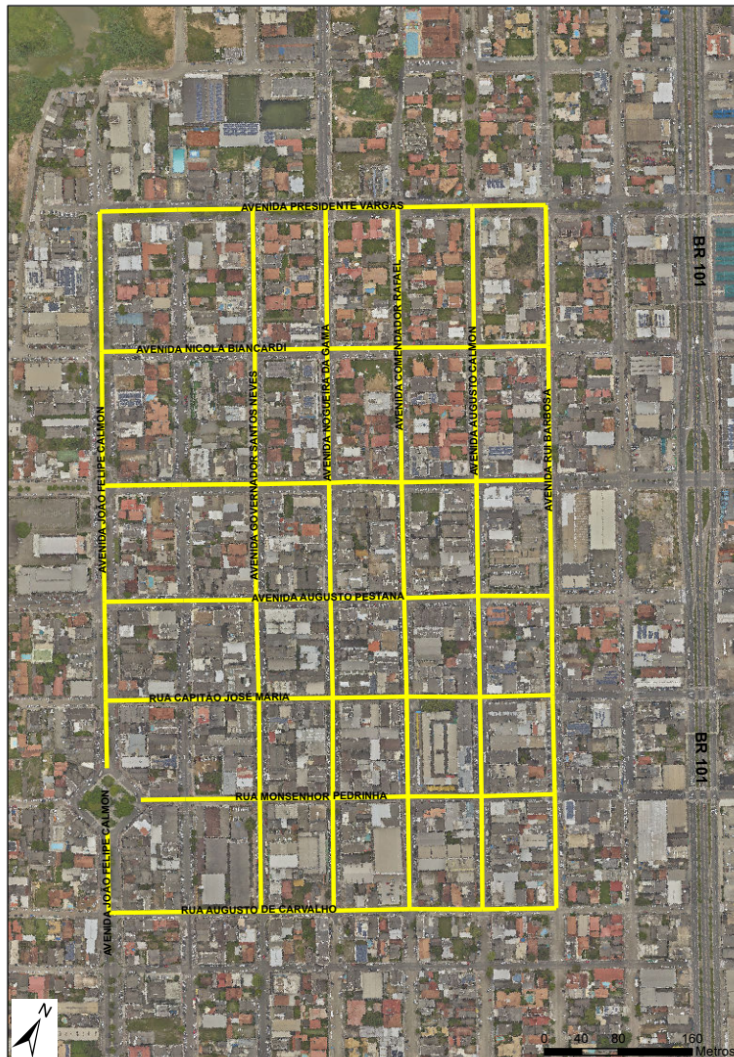 AVENIDA PRESIDENTE VARGAS
BR 101
AVENIDA NICOLA BIANCARDI
AVENIDA JOÃO FELIPE CALMON
AVENIDA GOVERNADOR SANTOS NEVES
AVENIDA NOGUEIRA DA GAMA
AVENIDA COMENDADOR RAFAEL
AVENIDA AUGUSTO CALMON
AVENIDA RUI BARBOSA
AVENIDA AUGUSTO PESTANA
RUA CAPITÃO JOSÉ MARIA
BR 101
RUA MONSENHOR PEDRINHA
AVENIDA JOÃO FELIPE CALMON
RUA AUGUSTO DE CARVALHO
N
0 40 80 160
Metros